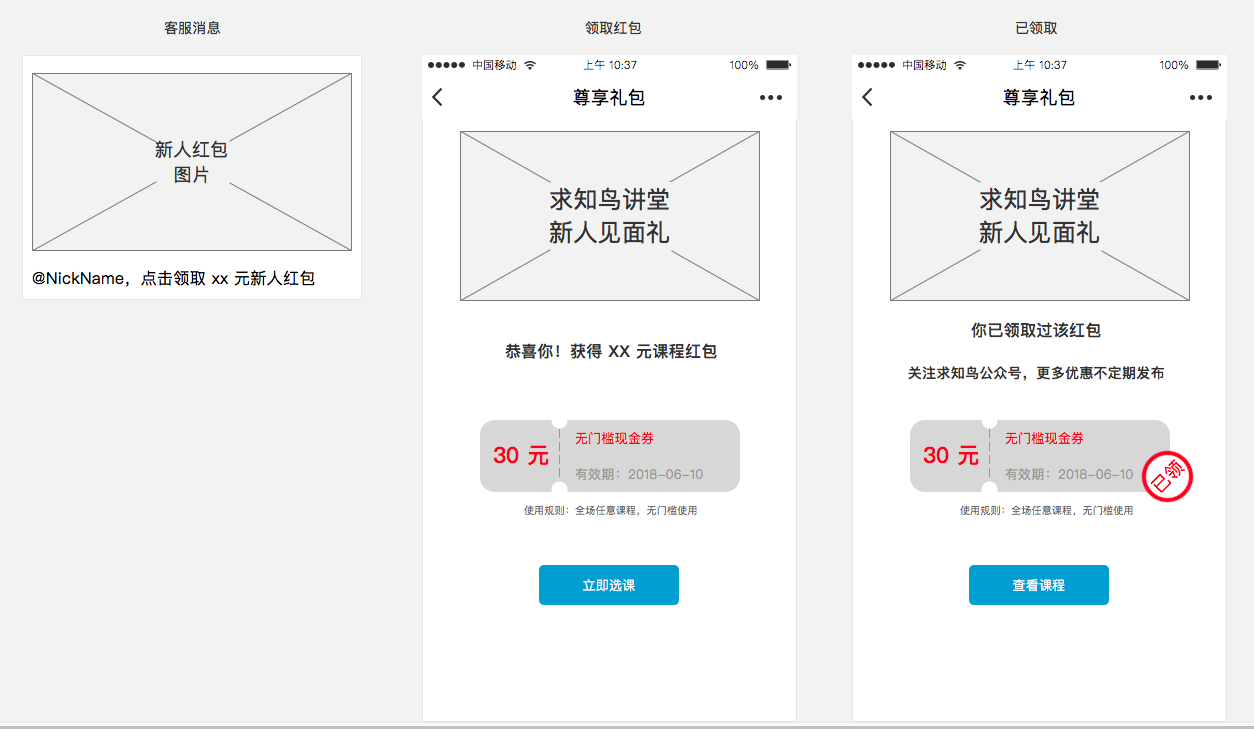 客服消息
新人红包
图片
@NickName，点击领取 xx 元新人红包
领取红包
中国移动 上午 10:37 100%
尊享礼包
求知鸟讲堂
新人见面礼
恭喜你！获得 XX 元课程红包
30 元
无门槛现金券
有效期：2018-06-10
使用规则：全场任意课程，无门槛使用
立即选课
已领取
中国移动 上午 10:37 100%
尊享礼包
求知鸟讲堂
新人见面礼
你已领取过该红包
关注求知鸟公众号，更多优惠不定期发布
30 元
无门槛现金券
有效期：2018-06-10
已领
使用规则：全场任意课程，无门槛使用
查看课程